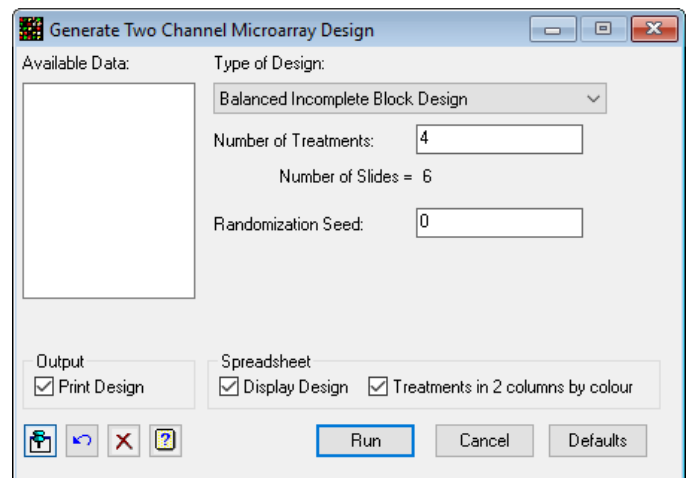 Generate Two Channel Microarray Design
Available Data:
Type of Design:
Balanced Incomplete Block Design
Number of Treatments: 4
Number of Slides = 6
Randomization Seed: 0
Output
Print Design
Spreadsheet
Display Design Treatments in 2 columns by colour
? Run Cancel Defaults